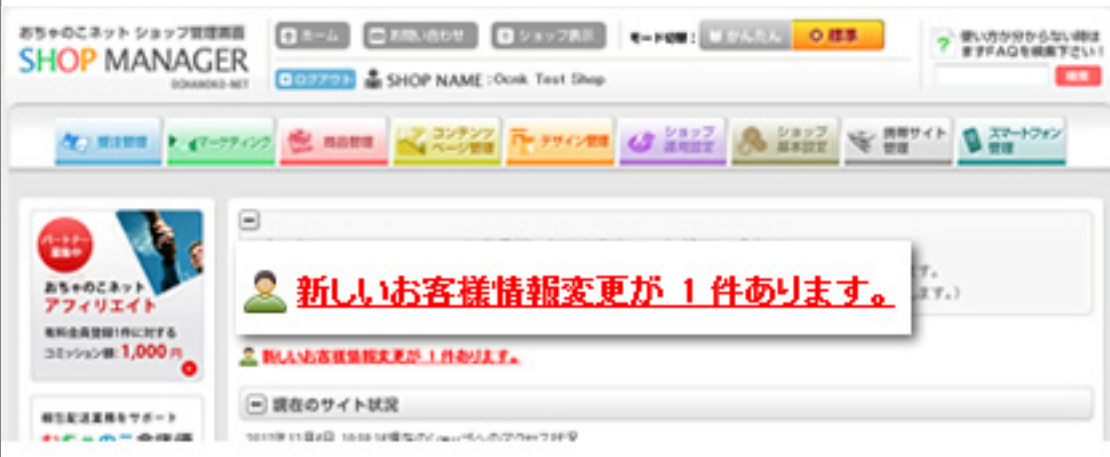 おちゃのこネット ショップ管理画面
SHOP MANAGER
OCHANOKO-NET
ホーム
お問い合わせ
ショップ表示
モード切替:
かんたん
標準
使い方が分からない時は
まずFAQを検索下さい!
検索
ログアウト
SHOP NAME :Ocnk Test Shop
受注管理
eマーケティング
商品管理
コンテンツ
ページ管理
デザイン管理
ショップ
運用設定
ショップ
基本設定
携帯サイト
管理
スマートフォン
管理
パートナー
募集中
おちゃのこネット
アフィリエイト
有料会員登録1件に対する
コミッション額:1,000円
新しいお客様情報変更が 1 件あります。
新しいお客様情報変更が 1 件あります。
現在のサイト状況
梱包配送業務をサポート